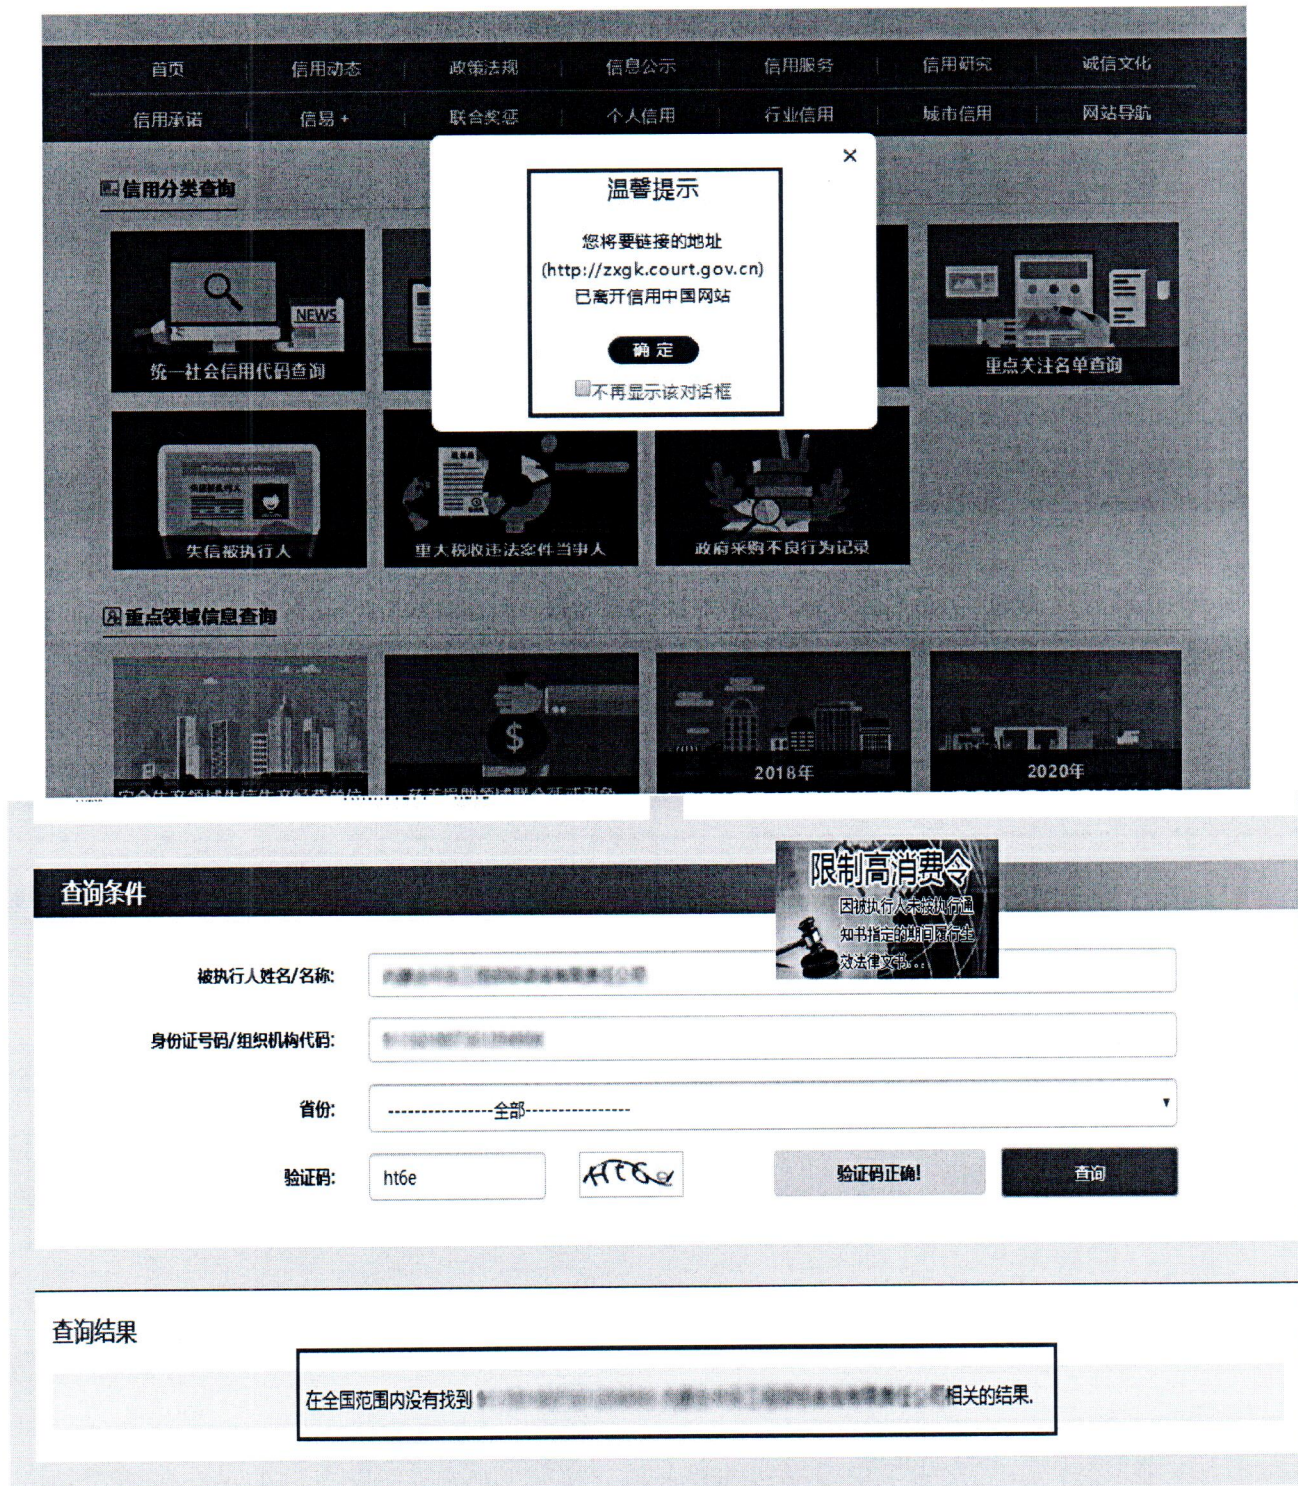 首页 信用动态 政策法规 信息公示 信用服务 信用研究 诚信文化
信用承诺 信易+ 联合奖惩 个人信用 行业信用 城市信用 网站导航
信用分类查询
×
温馨提示
您将要链接的地址
(http://zxgk.court.gov.cn)
已离开信用中国网站
确定
不再显示该对话框
NEWS
统一社会信用代码查询
重点关注名单查询
失信被执行人
重大税收违法案件当事人
政府采购不良行为记录
重点领域信息查询
$
2018年
2020年
查询条件
限制高消费令
因被执行人未按执行通
知书指定的期间履行生
效法律文书...
被执行人姓名/名称:
身份证号码/组织机构代码:
省份: ----------------全部----------------
验证码: ht6e Ht6e 验证码正确! 查询
查询结果
在全国范围内没有找到 相关的结果.